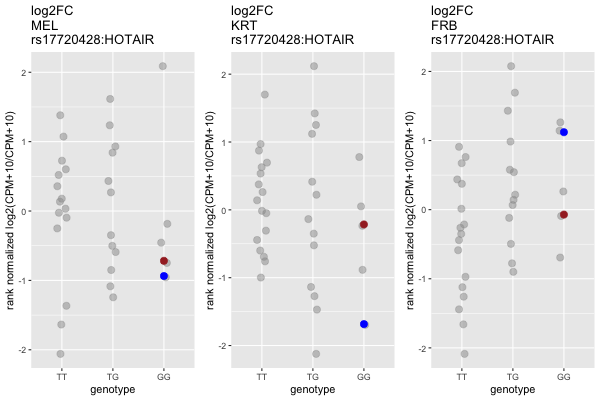 log2FC
MEL
rs17720428:HOTAIR
rank normalized log2(CPM+10/CPM+10)
2
1
0
-1
-2
TT
TG
GG
genotype
log2FC
KRT
rs17720428:HOTAIR
rank normalized log2(CPM+10/CPM+10)
2
1
0
-1
-2
TT
TG
GG
genotype
log2FC
FRB
rs17720428:HOTAIR
rank normalized log2(CPM+10/CPM+10)
2
1
0
-1
-2
TT
TG
GG
genotype